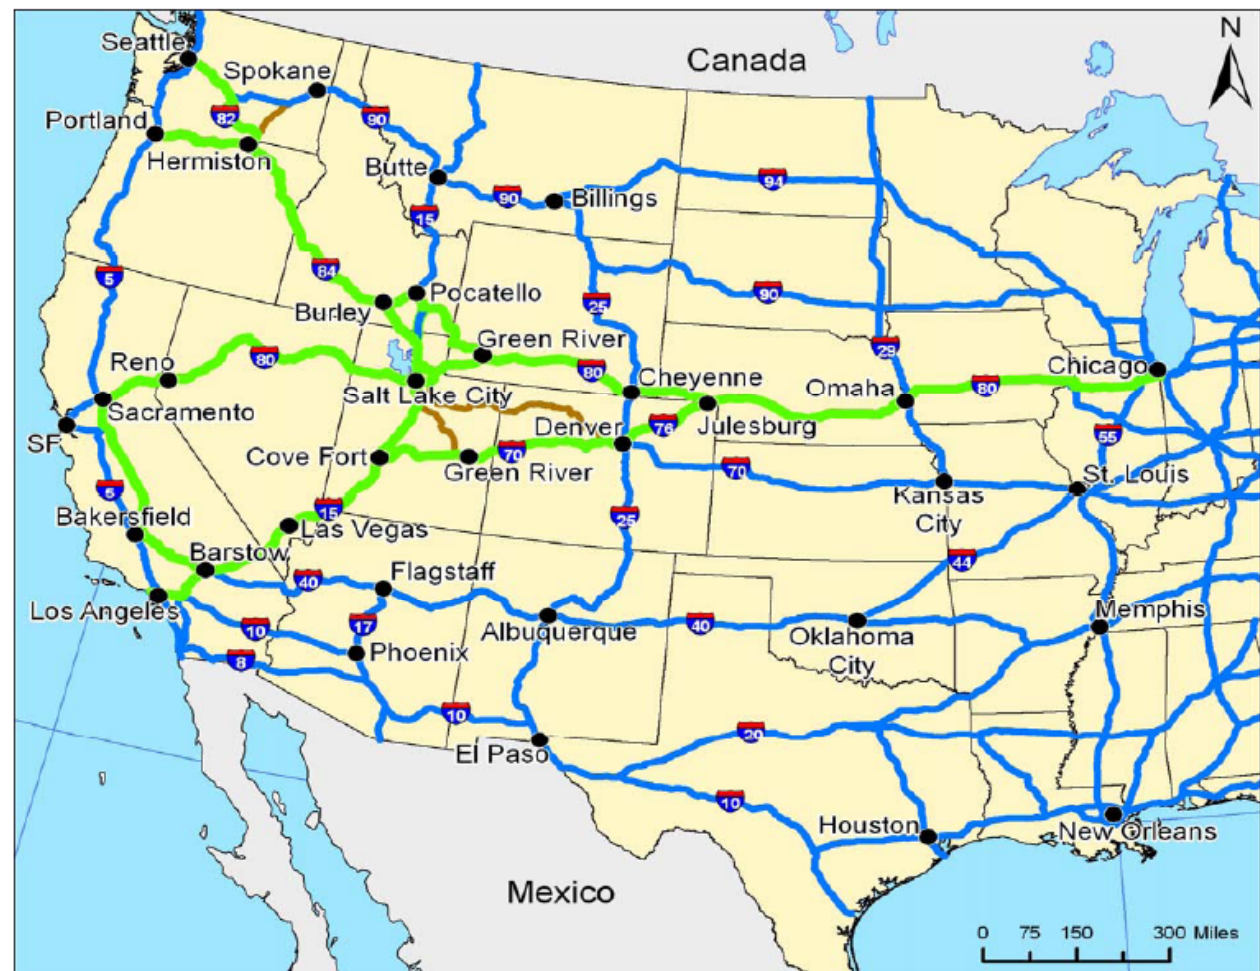 N
Canada
Seattle
Spokane
82
90
Portland
Hermiston
Butte
90
Billings
94
15
5
84
Pocatello
Burley
25
90
Green River
Reno
80
80
29
Chicago
Cheyenne
Omaha
80
Salt Lake City
Sacramento
Julesburg
76
Denver
55
SF
Cove Fort
70
Green River
70
St. Louis
5
Kansas
City
15
Bakersfield
Las Vegas
25
Barstow
44
40
Flagstaff
Los Angeles
10
17
Albuquerque
40
Oklahoma
City
Memphis
8
Phoenix
10
El Paso
20
10
Houston
New Orleans
Mexico
0 75 150 300 Miles